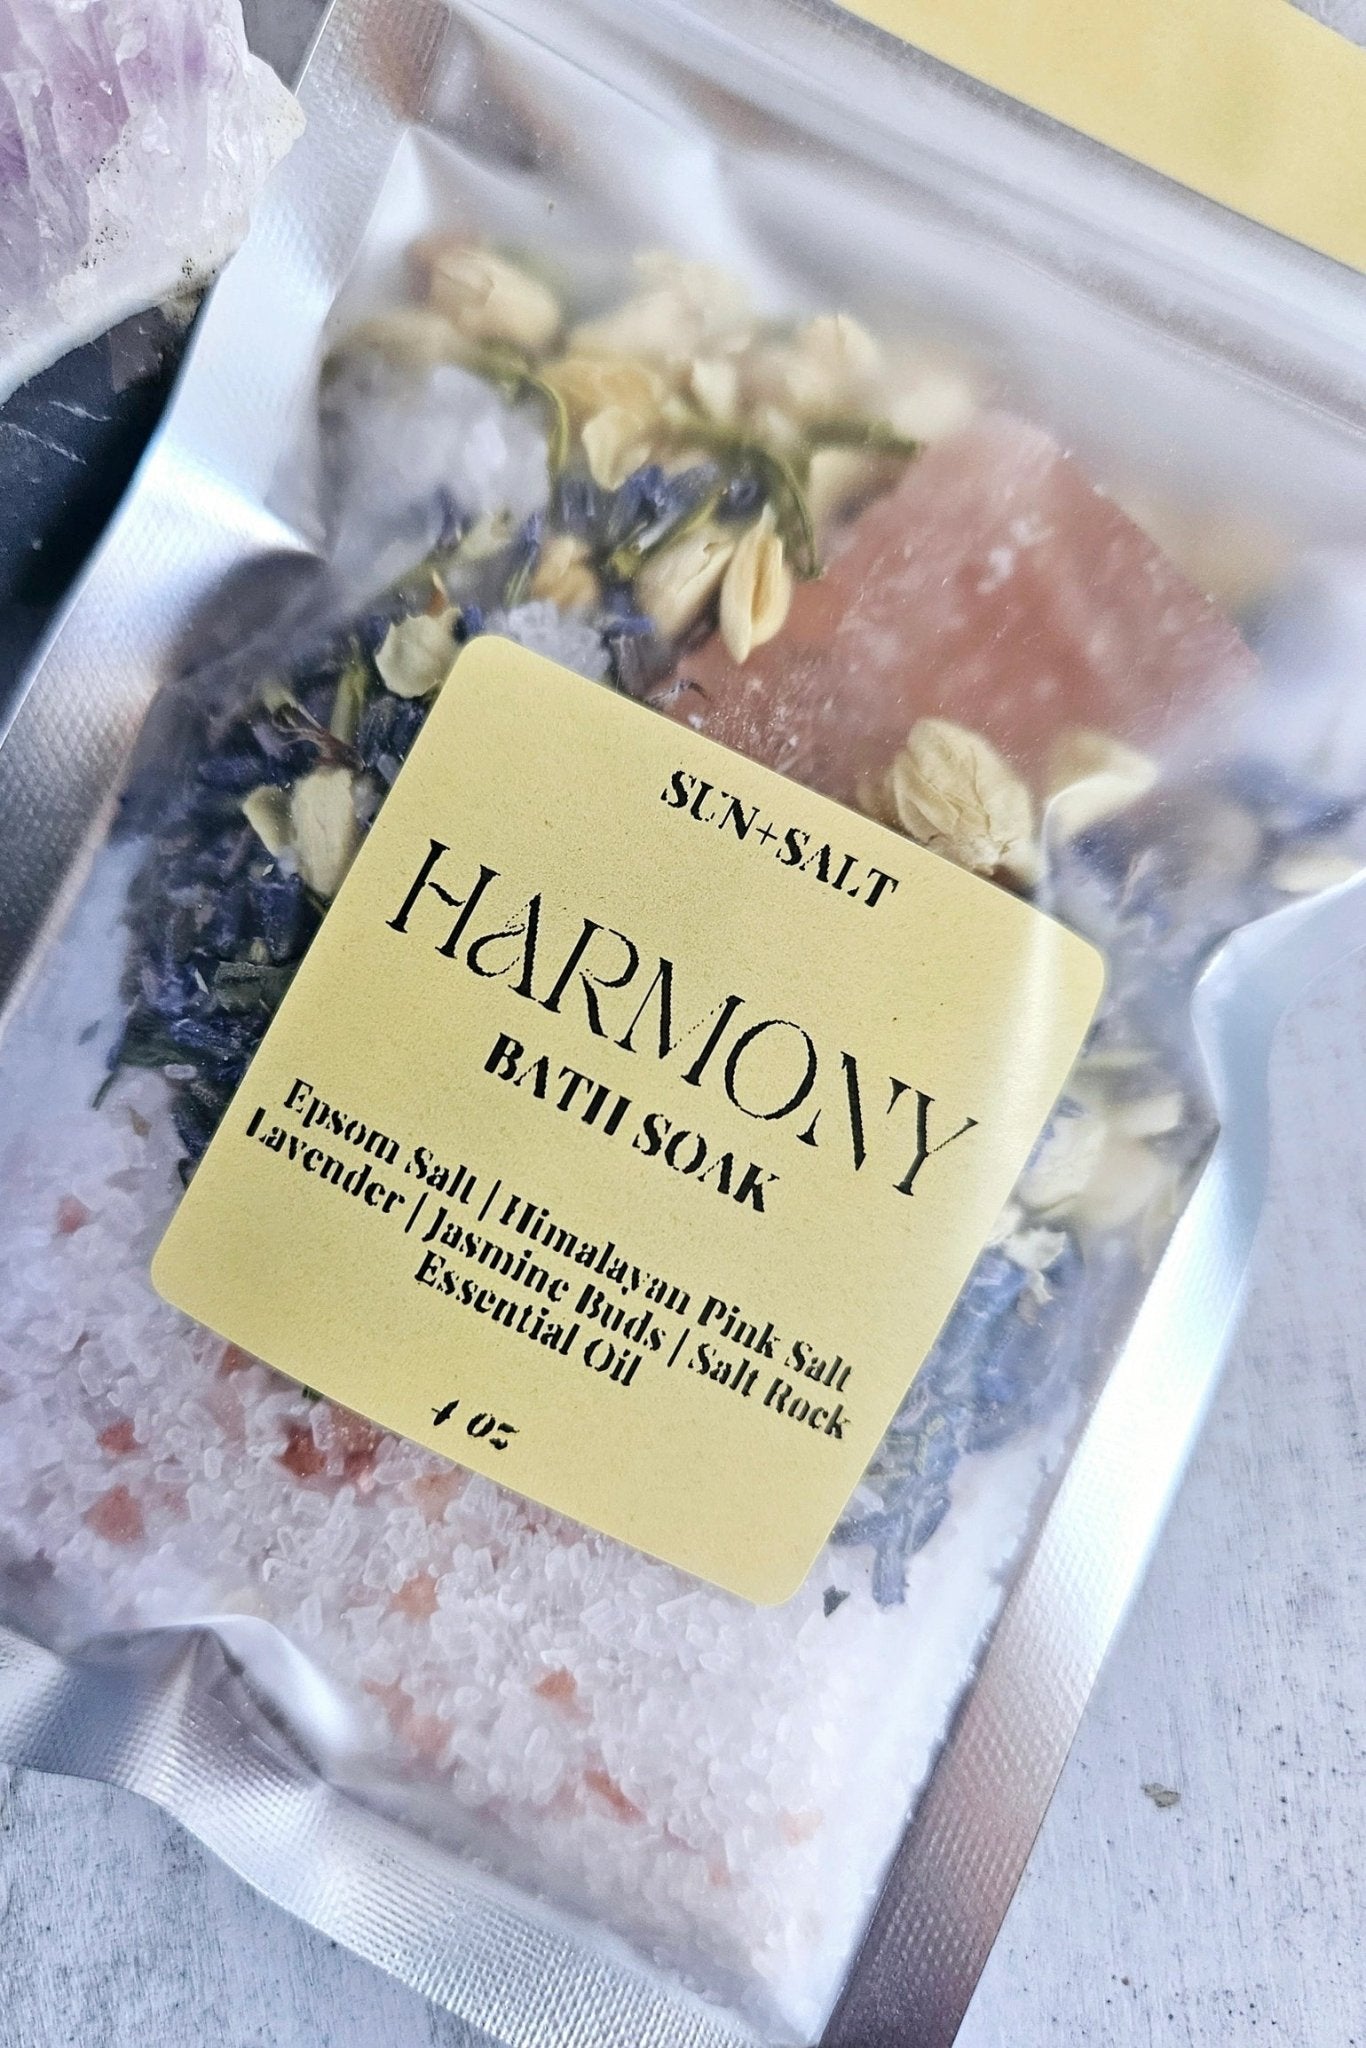 SUN+SALT
HARMONY
BATH SOAK
Epsom Salt | Himalayan Pink Salt
Lavender | Jasmine Buds | Salt Rock
Essential Oil
4 oz